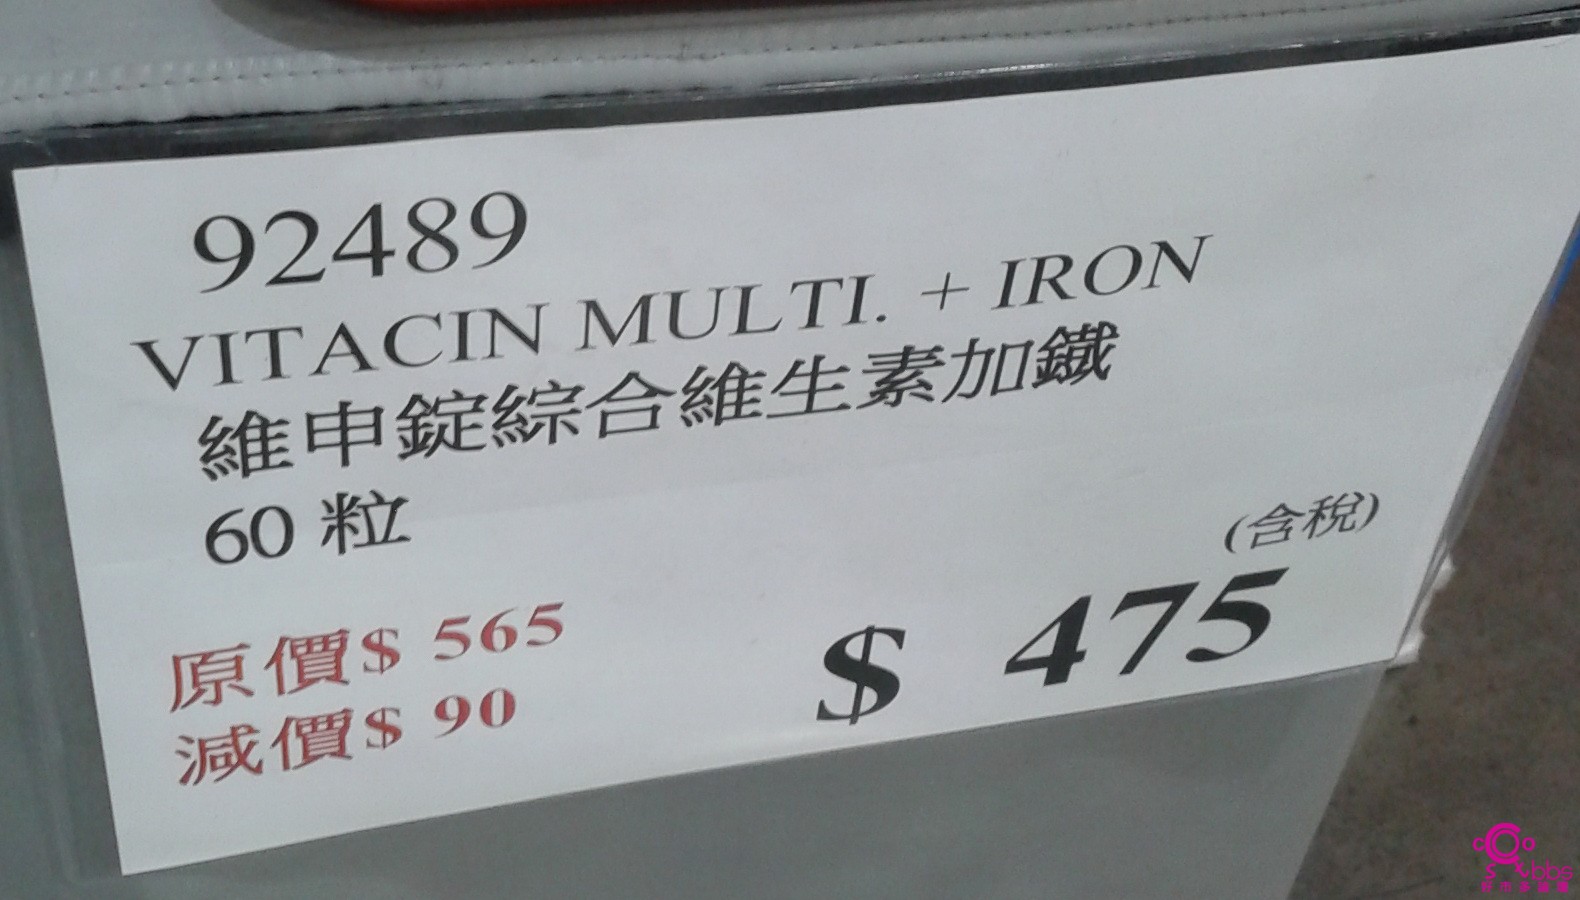 92489
VITACIN MULTI. + IRON
維申錠綜合維生素加鐵
60 粒
(含稅)
原價$ 565
減價$ 90
$ 475